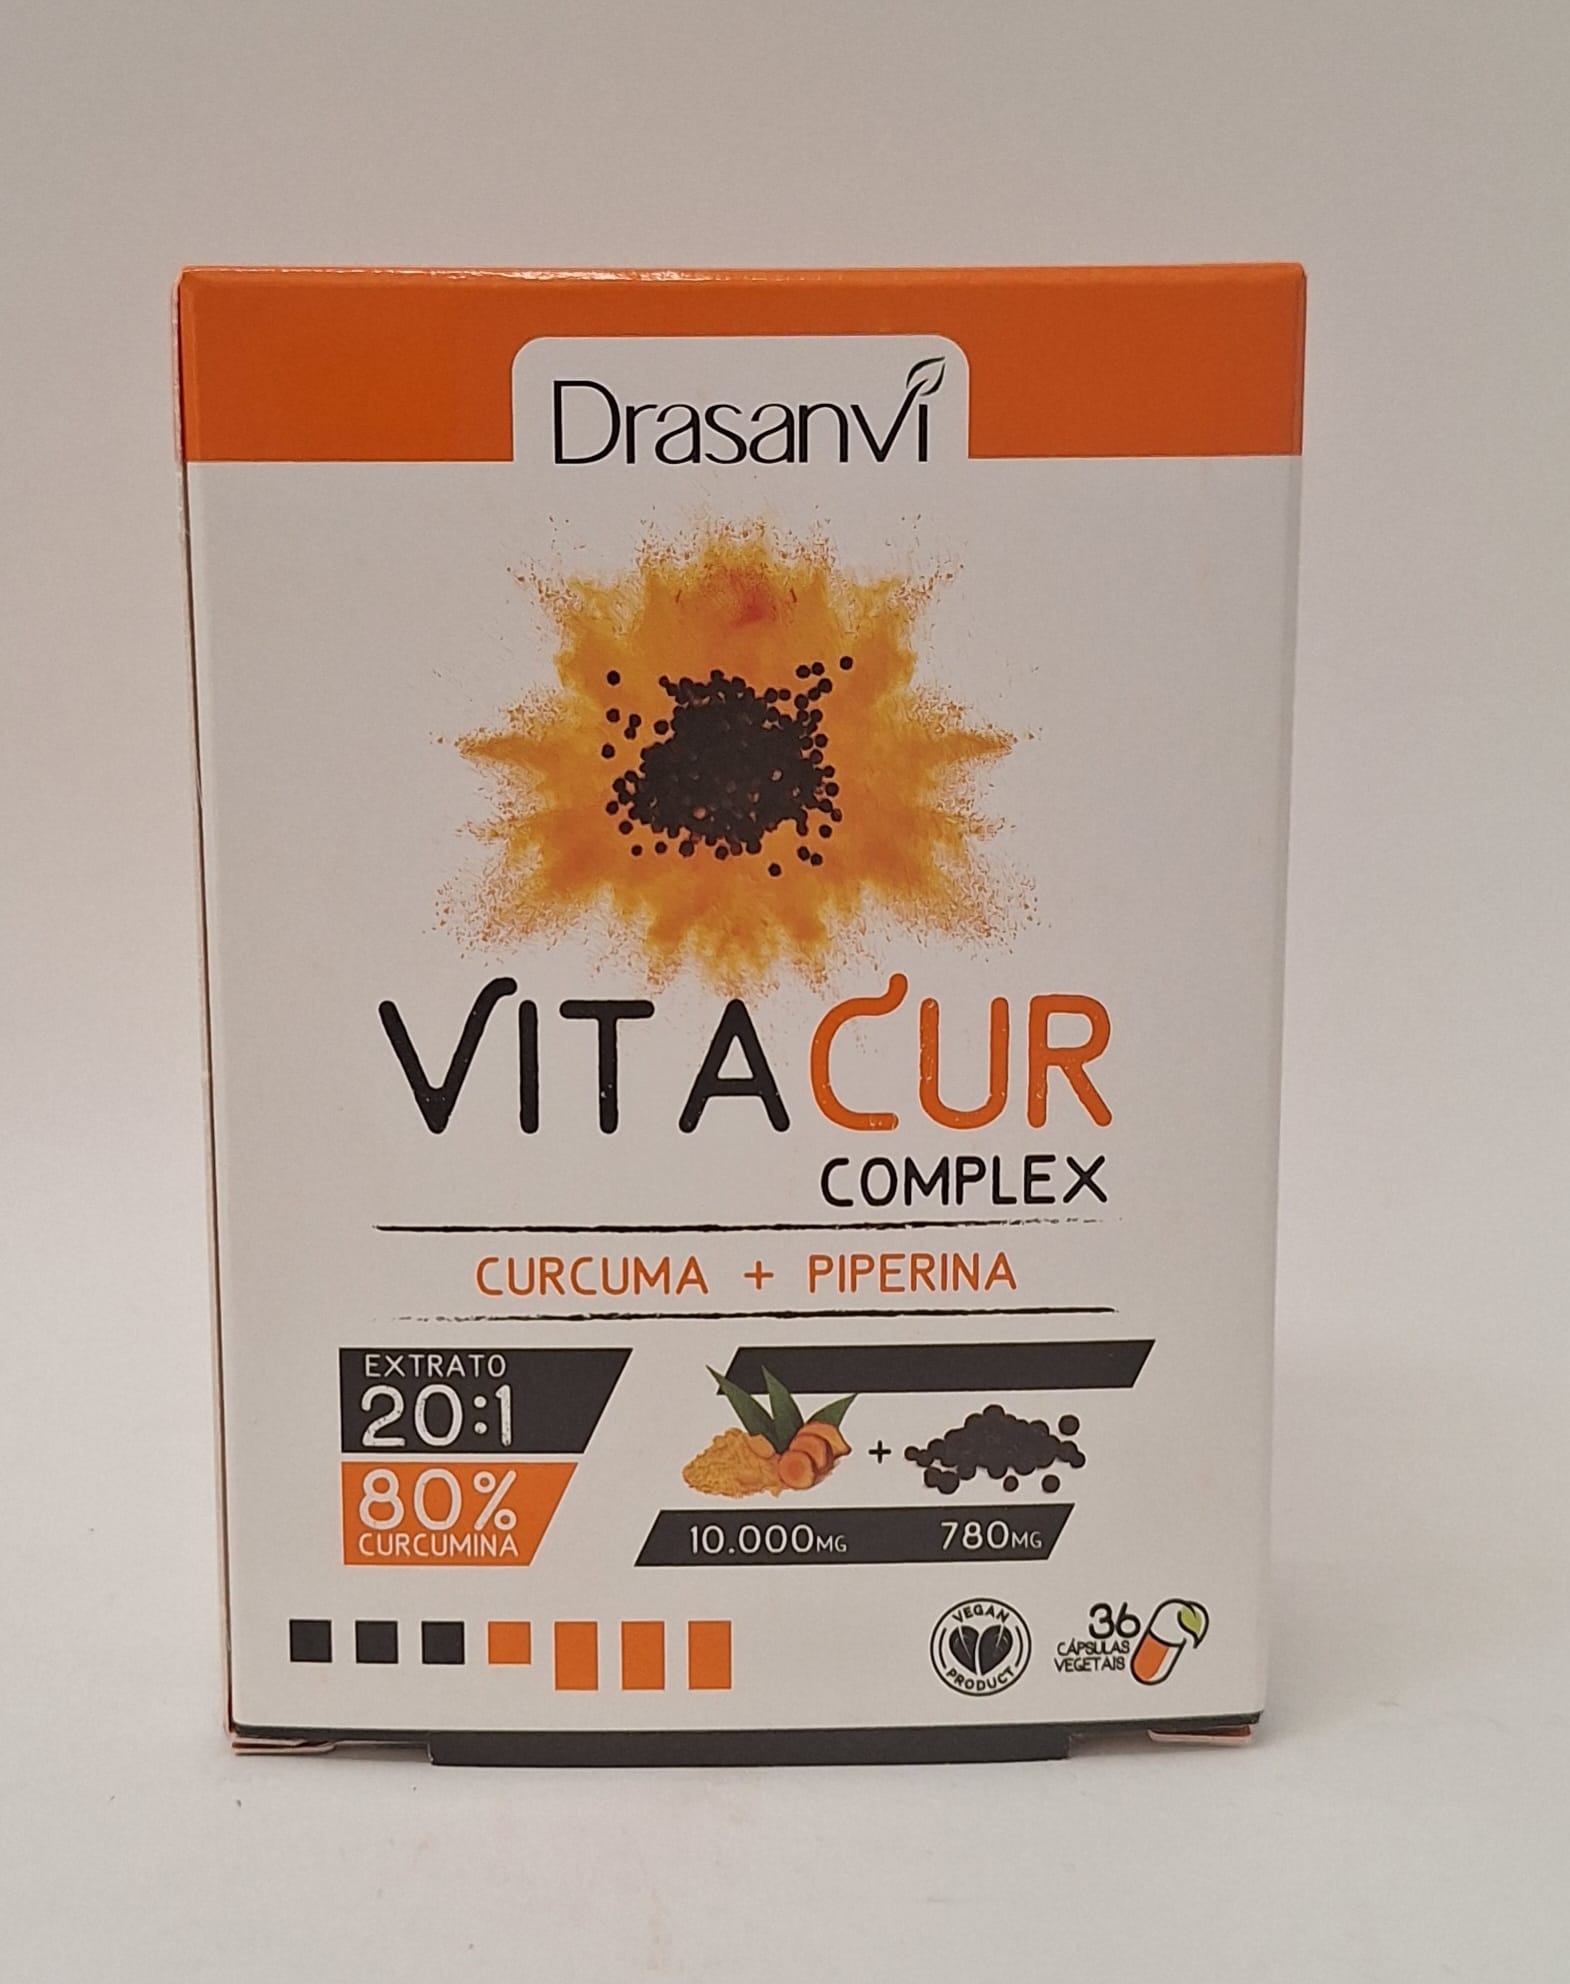 Drasanvi
VITACUR
COMPLEX
CURCUMA + PIPERINA
EXTRATO
20:1
80%
CURCUMINA
+
10.000MG 780MG
VEGAN
PRODUCT
36
CÁPSULAS
VEGETAIS